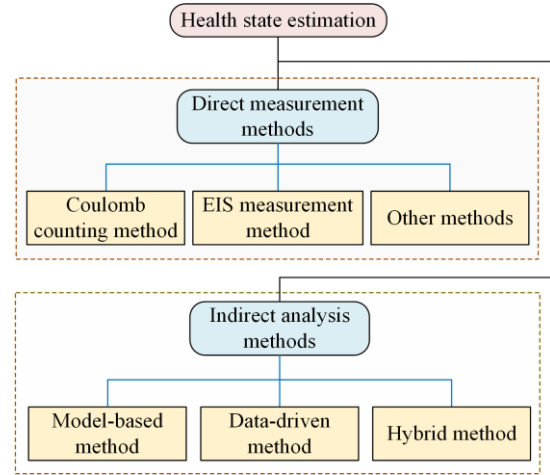 Health state estimation
Direct measurement
methods
Coulomb
counting method
EIS measurement
method
Other methods
Indirect analysis
methods
Model-based
method
Data-driven
method
Hybrid method